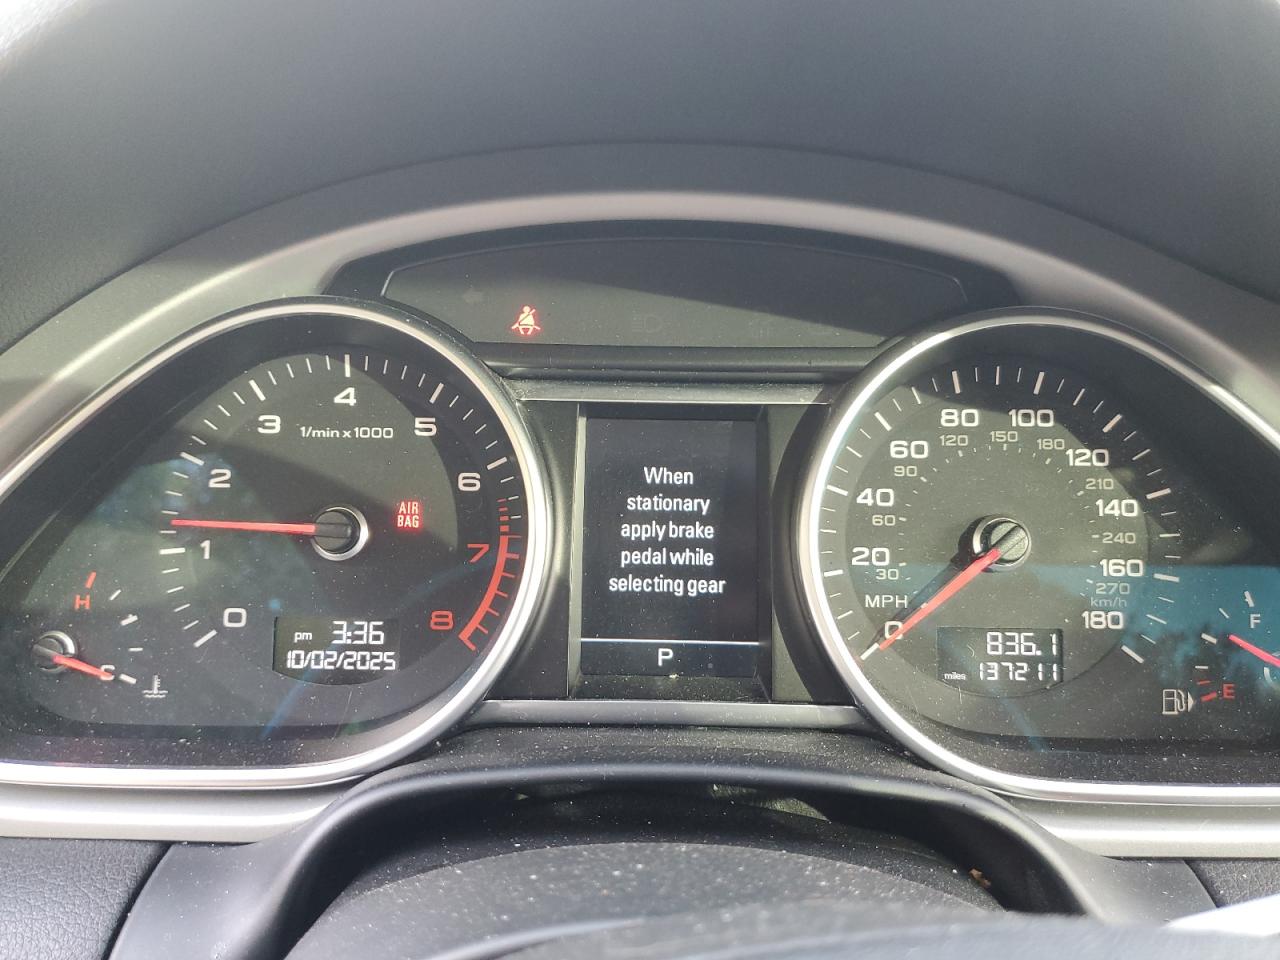 4
3
5
1/min x 1000
2
6
AIR
BAG
1
7
H
0
8
C
pm 3:36
10/02/2025
When
stationary
apply brake
pedal while
selecting gear
P
80
100
120
150
180
60
120
90
210
40
140
60
240
20
160
30
270
km/h
MPH
180
0
836.1
miles 137211
F
E